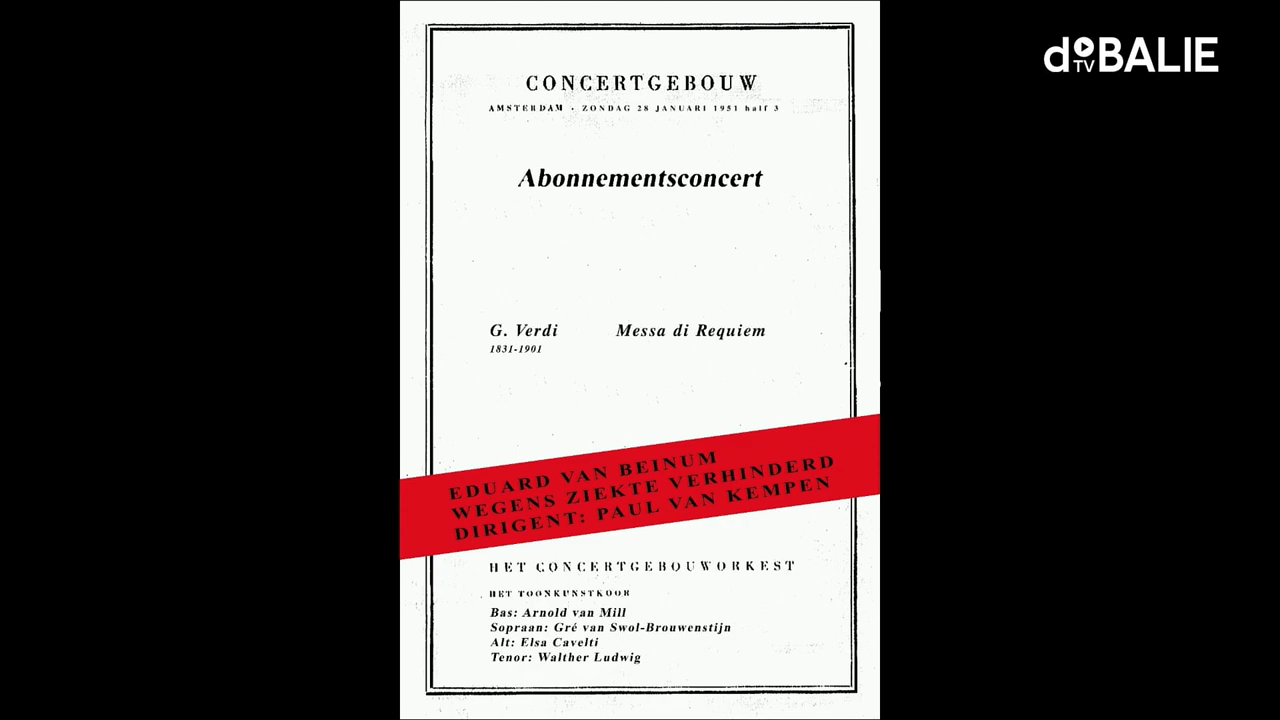 doBALIE
TV
CONCERTGEBOUW
AMSTERDAM - ZONDAG 28 JANUARI 1951 half 3
Abonnementsconcert
G. Verdi Messa di Requiem
1831-1901
EDUARD VAN BEINUM
WEGENS ZIEKTE VERHINDERD
DIRIGENT: PAUL VAN KEMPEN
HET CONCERTGEBOUWORKEST
HET TOONKUNSTKOOR
Bas: Arnold van Mill
Sopraan: Gré van Swol-Brouwenstijn
Alt: Elsa Cavelti
Tenor: Walther Ludwig